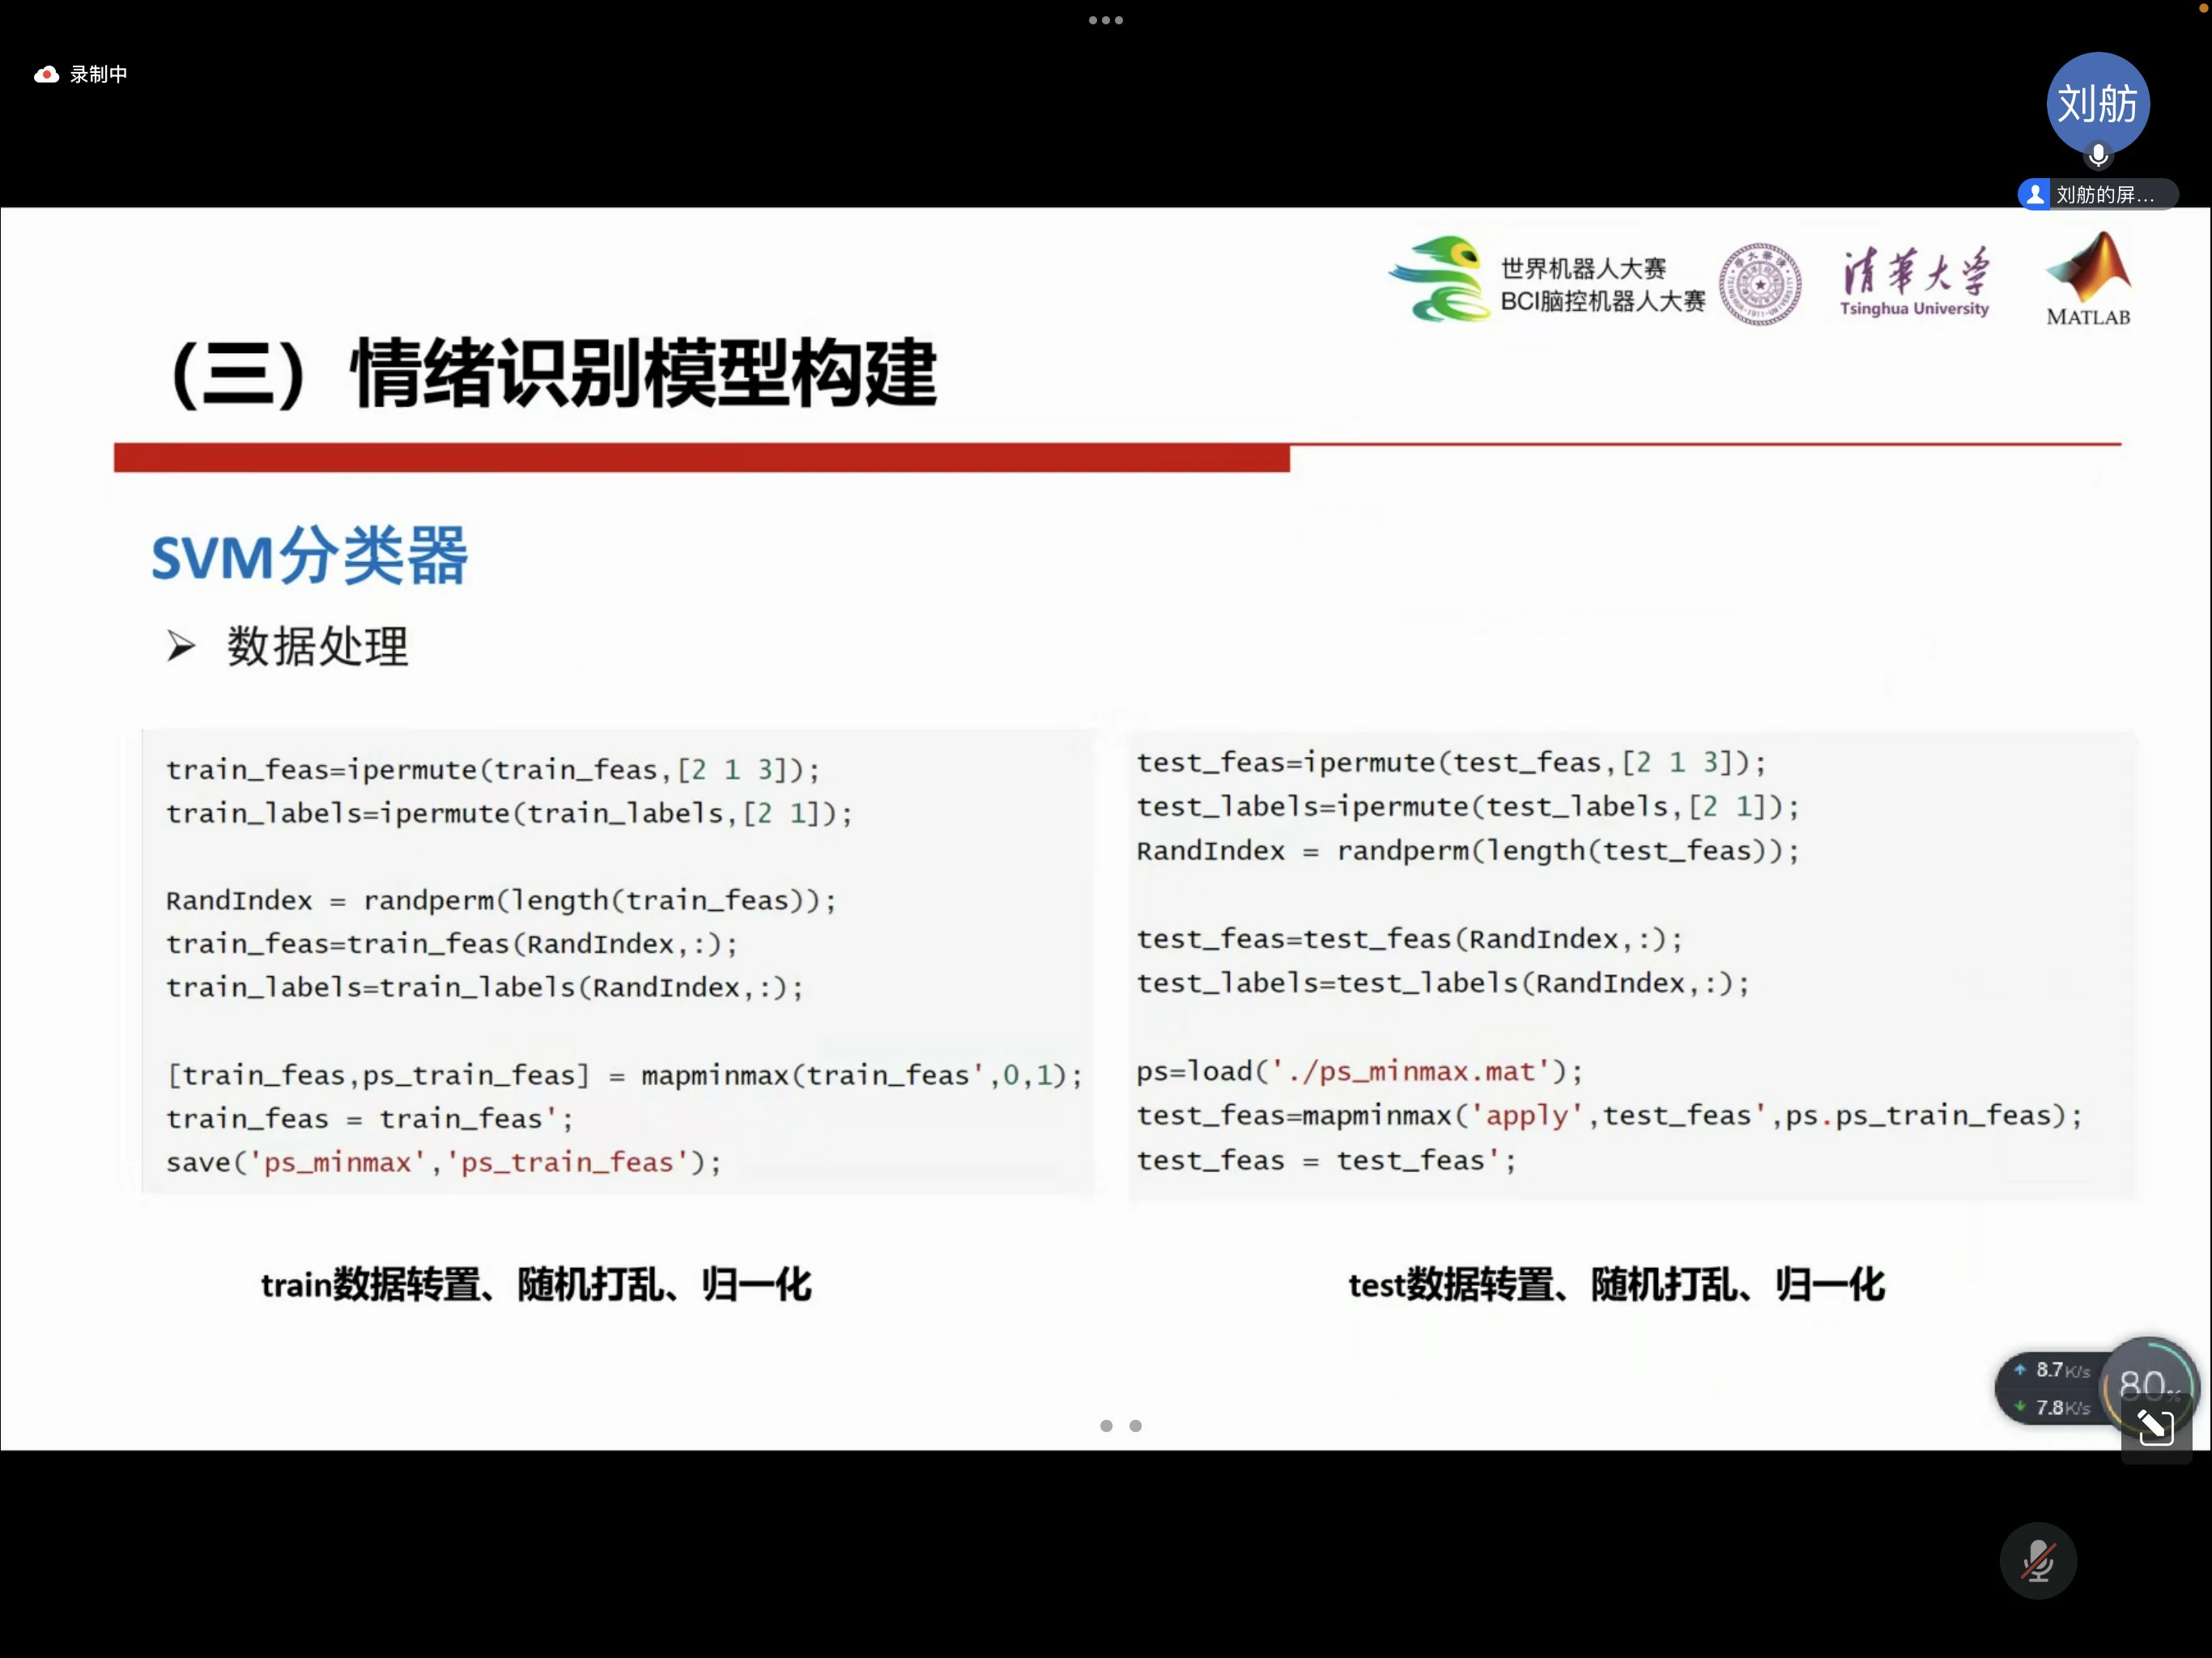 录制中
刘舫
刘舫的屏...
世界机器人大赛
BCI脑控机器人大赛
清华大学
Tsinghua University
MATLAB
（三）情绪识别模型构建
SVM分类器
➢ 数据处理
train_feas=ipermute(train_feas,[2 1 3]);
train_labels=ipermute(train_labels,[2 1]);
RandIndex = randperm(length(train_feas));
train_feas=train_feas(RandIndex,:);
train_labels=train_labels(RandIndex,:);
[train_feas,ps_train_feas] = mapminmax(train_feas',0,1);
train_feas = train_feas';
save('ps_minmax','ps_train_feas');
train数据转置、随机打乱、归一化
test_feas=ipermute(test_feas,[2 1 3]);
test_labels=ipermute(test_labels,[2 1]);
RandIndex = randperm(length(test_feas));
test_feas=test_feas(RandIndex,:);
test_labels=test_labels(RandIndex,:);
ps=load('./ps_minmax.mat');
test_feas=mapminmax('apply',test_feas',ps.ps_train_feas);
test_feas = test_feas';
test数据转置、随机打乱、归一化
8.7K/s
7.8K/s
80%